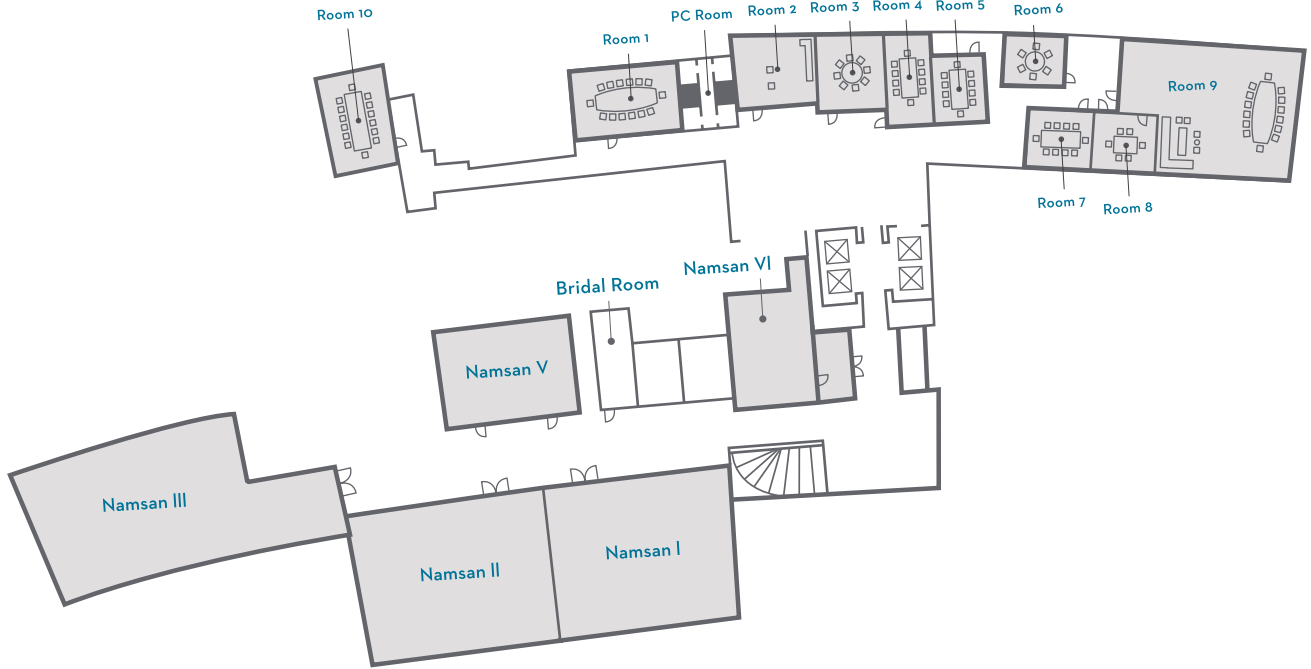 Room 10
Room 1
PC Room
Room 2
Room 3
Room 4
Room 5
Room 6
Room 9
Room 7
Room 8
Namsan VI
Bridal Room
Namsan V
Namsan III
Namsan II
Namsan I